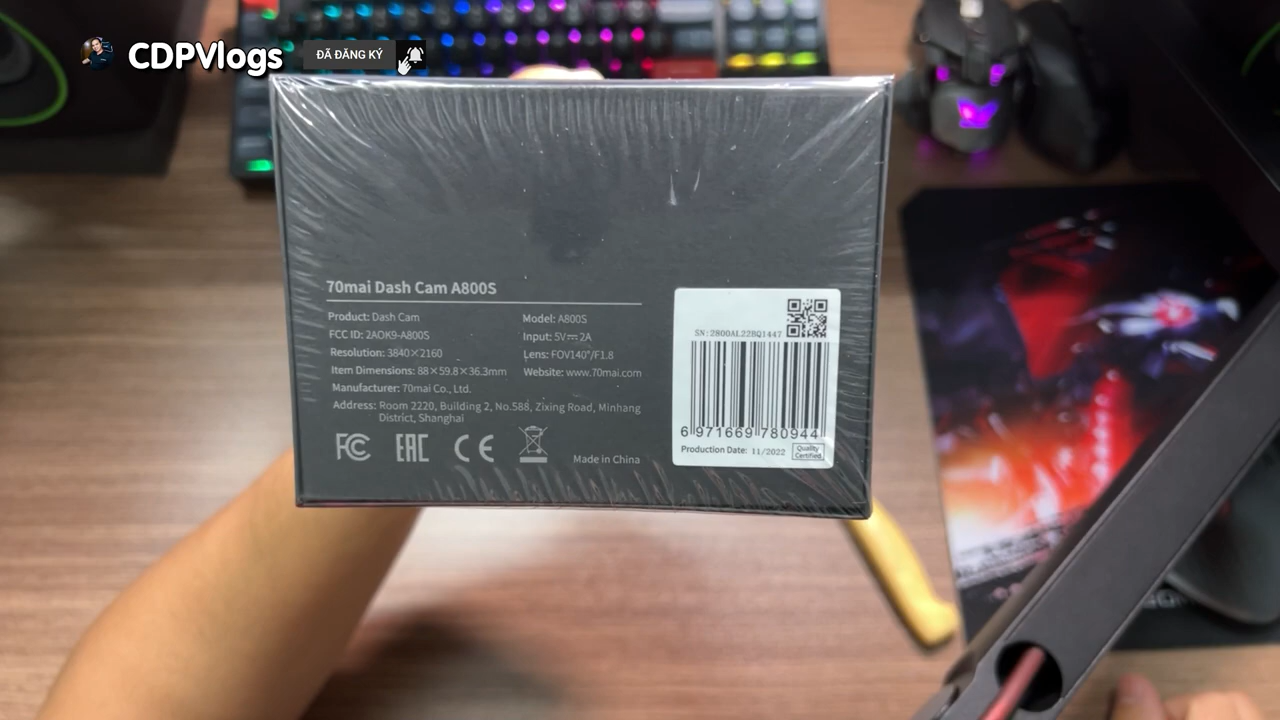 CDPVlogs
ĐÃ ĐĂNG KÝ
70mai Dash Cam A800S
Product: Dash Cam
Model: A800S
FCC ID: 2AOK9-A800S
Input: 5V⎓2A
Resolution: 3840×2160
Lens: FOV140°/F1.8
Item Dimensions: 88×59.8×36.3mm
Website: www.70mai.com
Manufacturer: 70mai Co., Ltd.
Address: Room 2220, Building 2, No.588, Zixing Road, Minhang
District, Shanghai
FC EAC CE
Made in China
SN:2800AL22BQ1447
6 971669 780944
Production Date: 11/2022
Quality
Certified